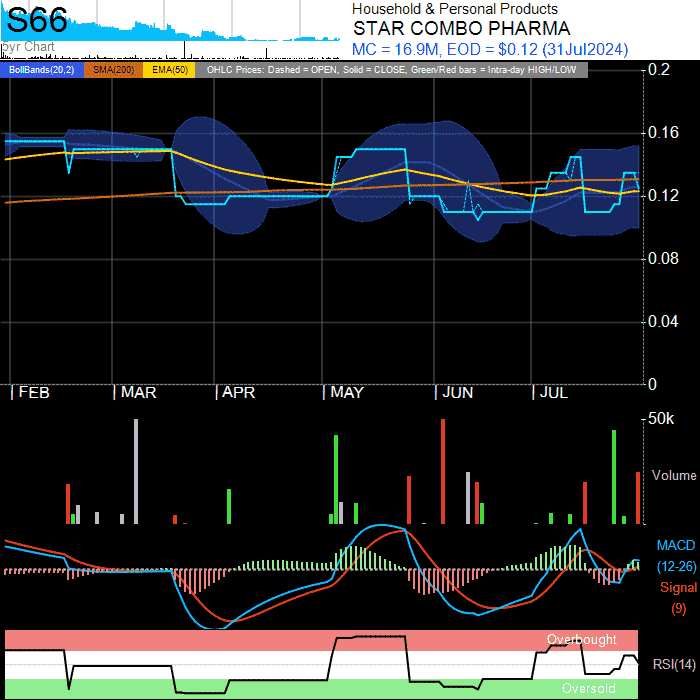 S66
Household & Personal Products
STAR COMBO PHARMA
5yr Chart
MC = 16.9M, EOD = $0.12 (31Jul2024)
BollBands(20,2) SMA(200) EMA(50) OHLC Prices: Dashed = OPEN, Solid = CLOSE, Green/Red bars = Intra-day HIGH/LOW
0.2
0.16
0.12
0.08
0.04
0
FEB MAR APR MAY JUN JUL
50k
Volume
MACD
(12-26)
Signal
(9)
Overbought
RSI(14)
Oversold